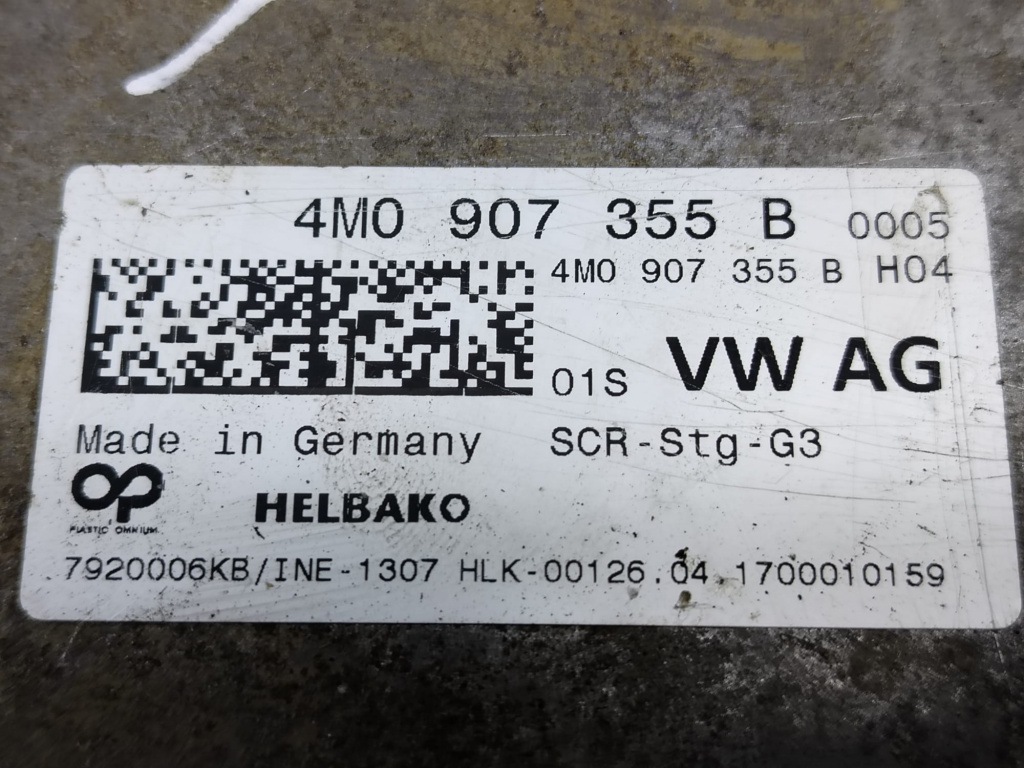 4M0 907 355 B 0005
4M0 907 355 B H04
01S VW AG
Made in Germany SCR-Stg-G3
OP
PLASTIC OMNIUM
HELBAKO
7920006KB/INE-1307 HLK-00126.04.1700010159